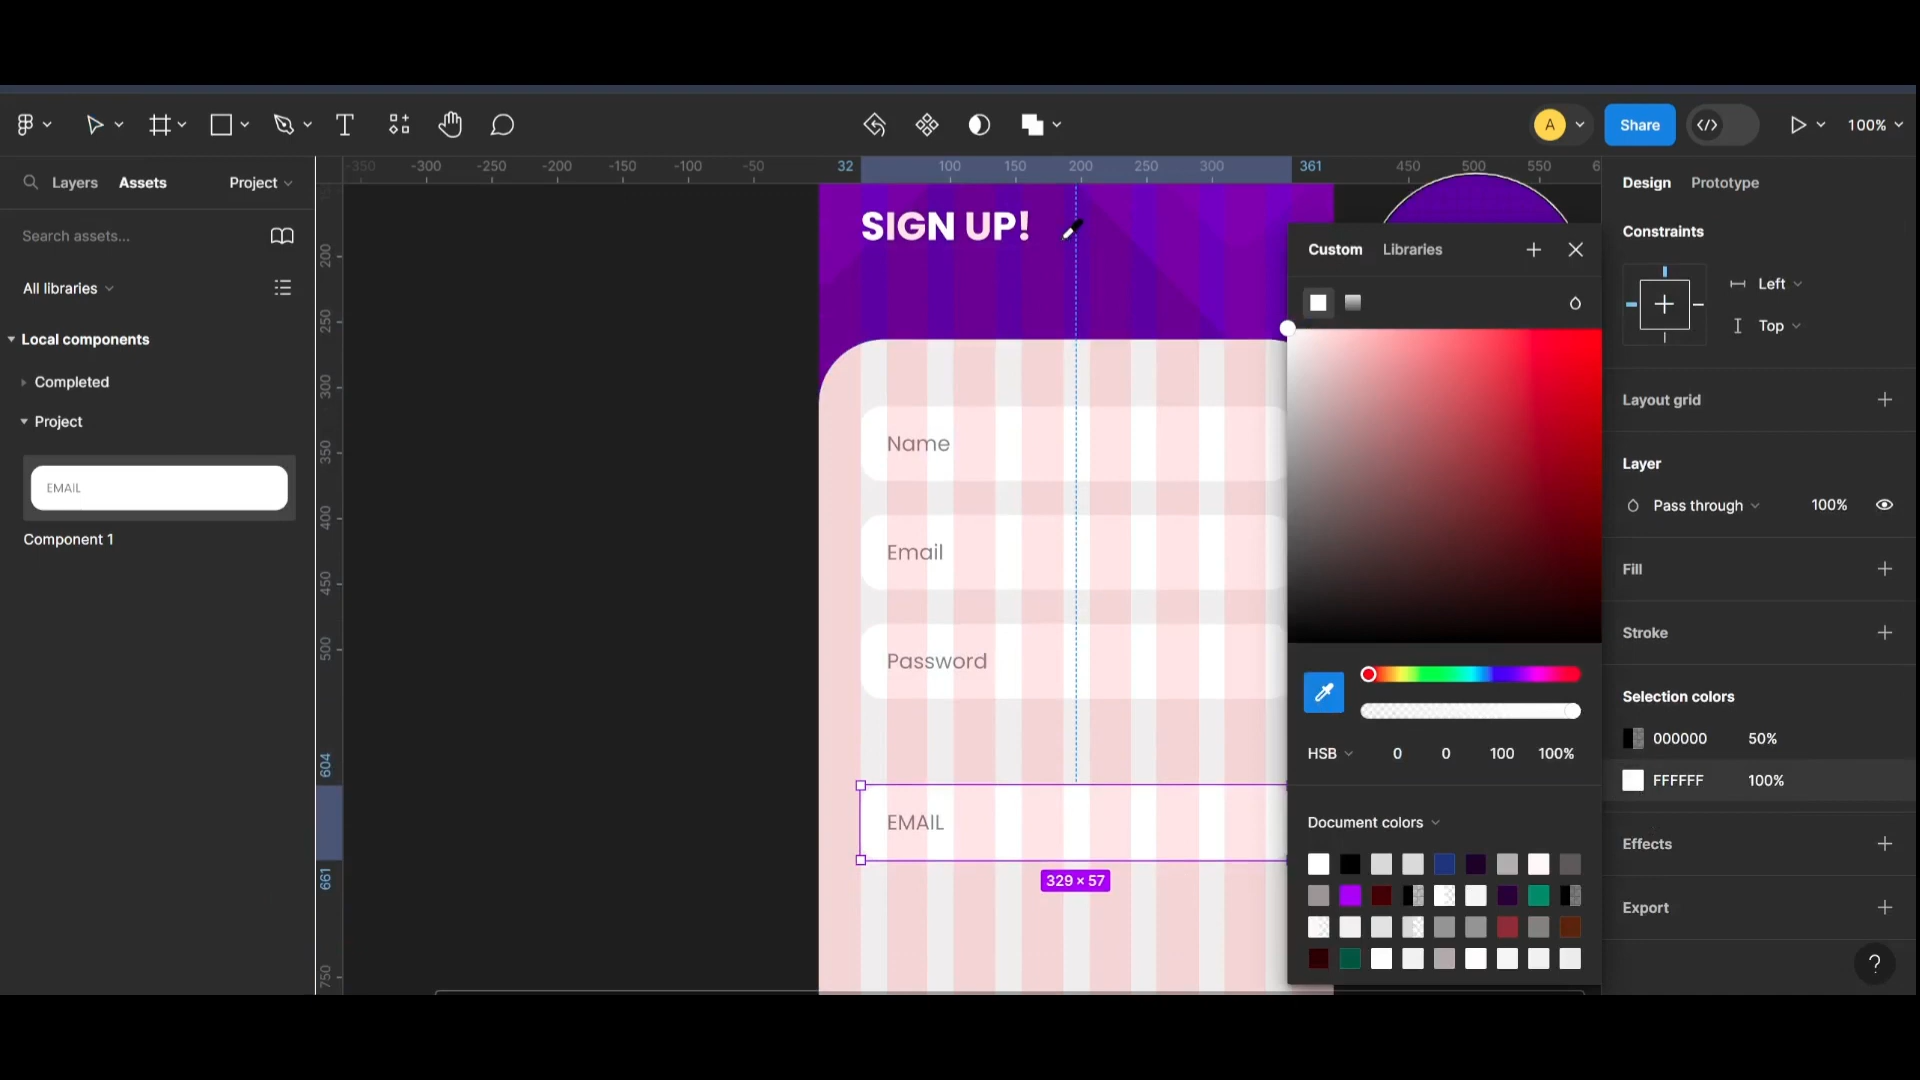 A
Share
100%
Layers
Assets
Project
-350
-300
-250
-200
-150
-100
-50
32
100
150
200
250
300
361
450
500
550
Design
Prototype
Search assets...
All libraries
Local components
Completed
Project
EMAIL
Component 1
200
250
300
350
400
450
500
604
661
750
SIGN UP!
Name
Email
Password
EMAIL
329 × 57
Custom
Libraries
HSB
0
0
100
100%
Document colors
Constraints
Left
Top
Layout grid
Layer
Pass through
100%
Fill
Stroke
Selection colors
000000
50%
FFFFFF
100%
Effects
Export
?